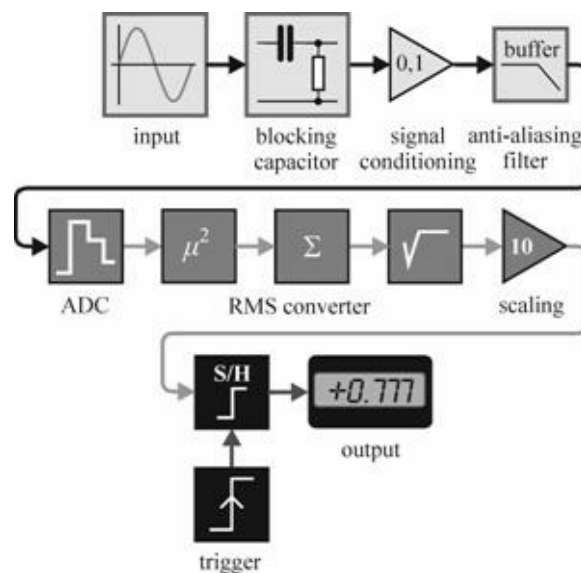 0,1
buffer
input
blocking
capacitor
signal
conditioning
anti-aliasing
filter
μ²
Σ
√
10
ADC
RMS converter
scaling
S/H
+0.777
output
trigger